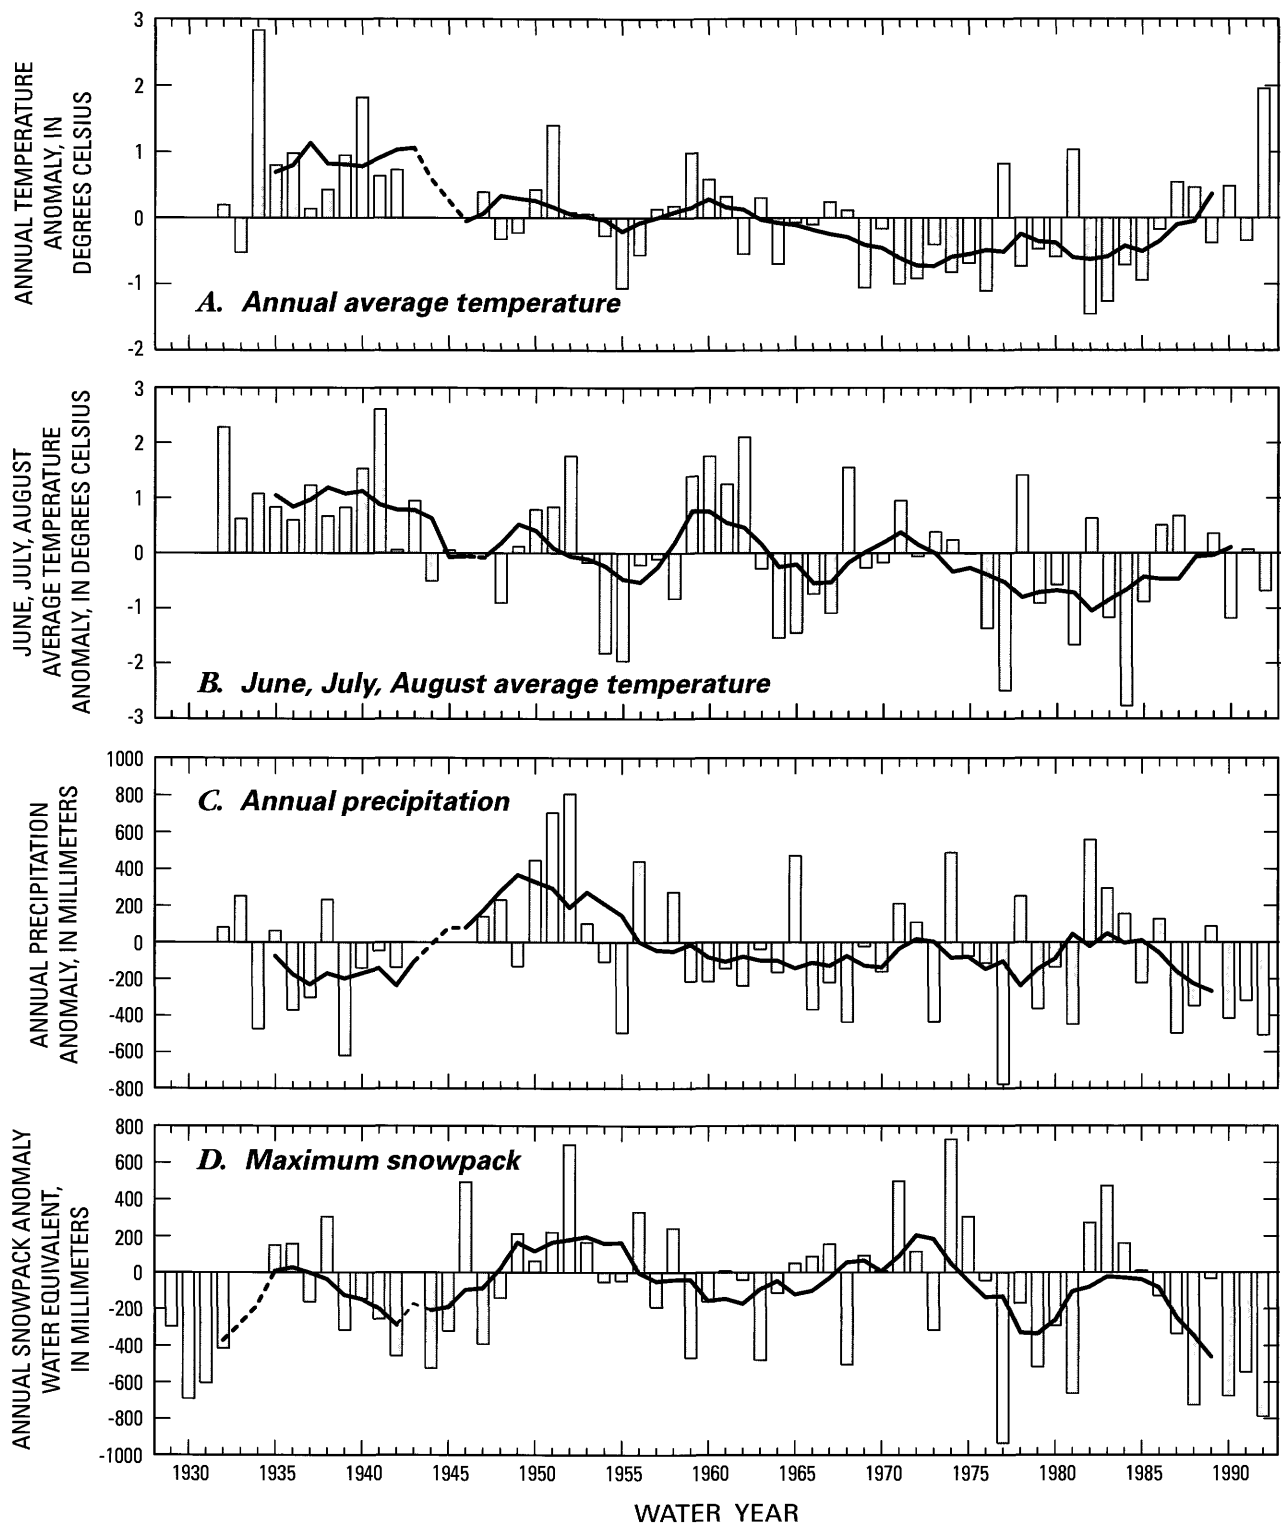 ANNUAL TEMPERATURE
ANOMALY, IN
DEGREES CELSIUS
3
2
1
0
-1
-2
A. Annual average temperature
JUNE, JULY, AUGUST
AVERAGE TEMPERATURE
ANOMALY, IN DEGREES CELSIUS
3
2
1
0
-1
-2
-3
B. June, July, August average temperature
ANNUAL PRECIPITATION
ANOMALY, IN MILLIMETERS
1000
800
600
400
200
0
-200
-400
-600
-800
C. Annual precipitation
ANNUAL SNOWPACK ANOMALY
WATER EQUIVALENT,
IN MILLIMETERS
800
600
400
200
0
-200
-400
-600
-800
-1000
D. Maximum snowpack
1930 1935 1940 1945 1950 1955 1960 1965 1970 1975 1980 1985 1990
WATER YEAR